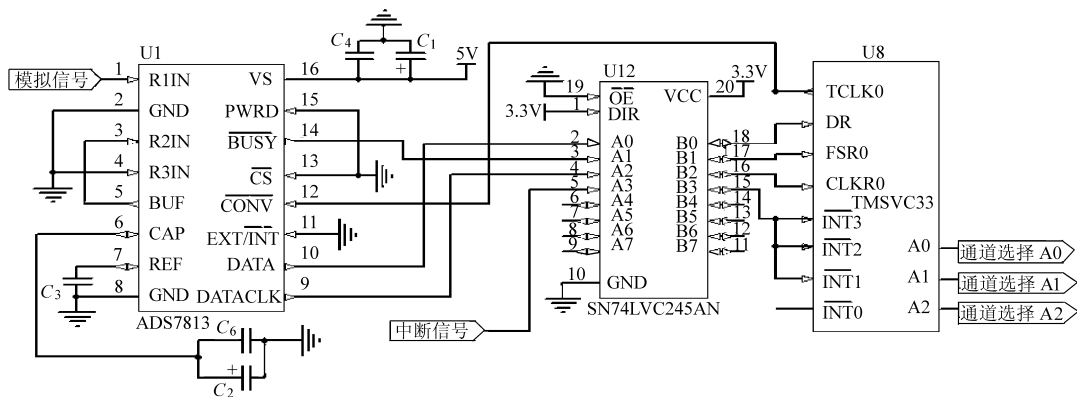 U1
模拟信号
1 R1IN
2 GND
3 R2IN
4 R3IN
5 BUF
6 CAP
7 REF
8 GND
VS 16
PWRD 15
BUSY 14
CS 13
CONV 12
EXT/INT 11
DATA 10
DATACLK 9
ADS7813
C4
C1
5V
C3
C6
C2
U12
19 OE
3.3V 1 DIR
2 A0
3 A1
4 A2
5 A3
6 A4
7 A5
8 A6
9 A7
10 GND
VCC 20 3.3V
B0 18
B1 17
B2 16
B3 15
B4 14
B5 13
B6 12
B7 11
SN74LVC245AN
中断信号
U8
TCLK0
DR
FSR0
CLKR0
TMSVC33
INT3
INT2
INT1
INT0
A0 通道选择 A0
A1 通道选择 A1
A2 通道选择 A2